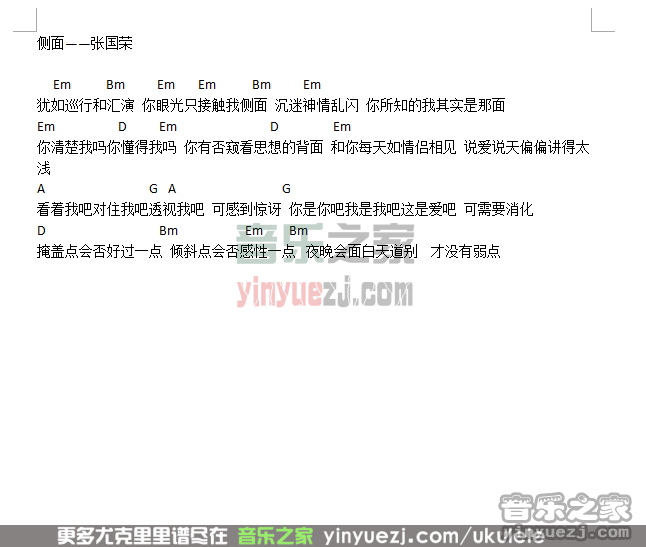 侧面——张国荣
Em Bm Em Em Bm Em
犹如巡行和汇演 你眼光只接触我侧面 沉迷神情乱闪 你所知的我其实是那面
Em D Em D Em
你清楚我吗你懂得我吗 你有否窥看思想的背面 和你每天如情侣相见 说爱说天偏偏讲得太
浅
A G A G
看着我吧对住我吧透视我吧 可感到惊讶 你是你吧我是我吧这是爱吧 可需要消化
D Bm Em Bm
掩盖点会否好过一点 倾斜点会否感性一点 夜晚会面白天道别 才没有弱点
音乐之家
yinyuezj.com
音乐之家
yinyuezj.com
更多尤克里里谱尽在 音乐之家 yinyuezj.com/ukulele